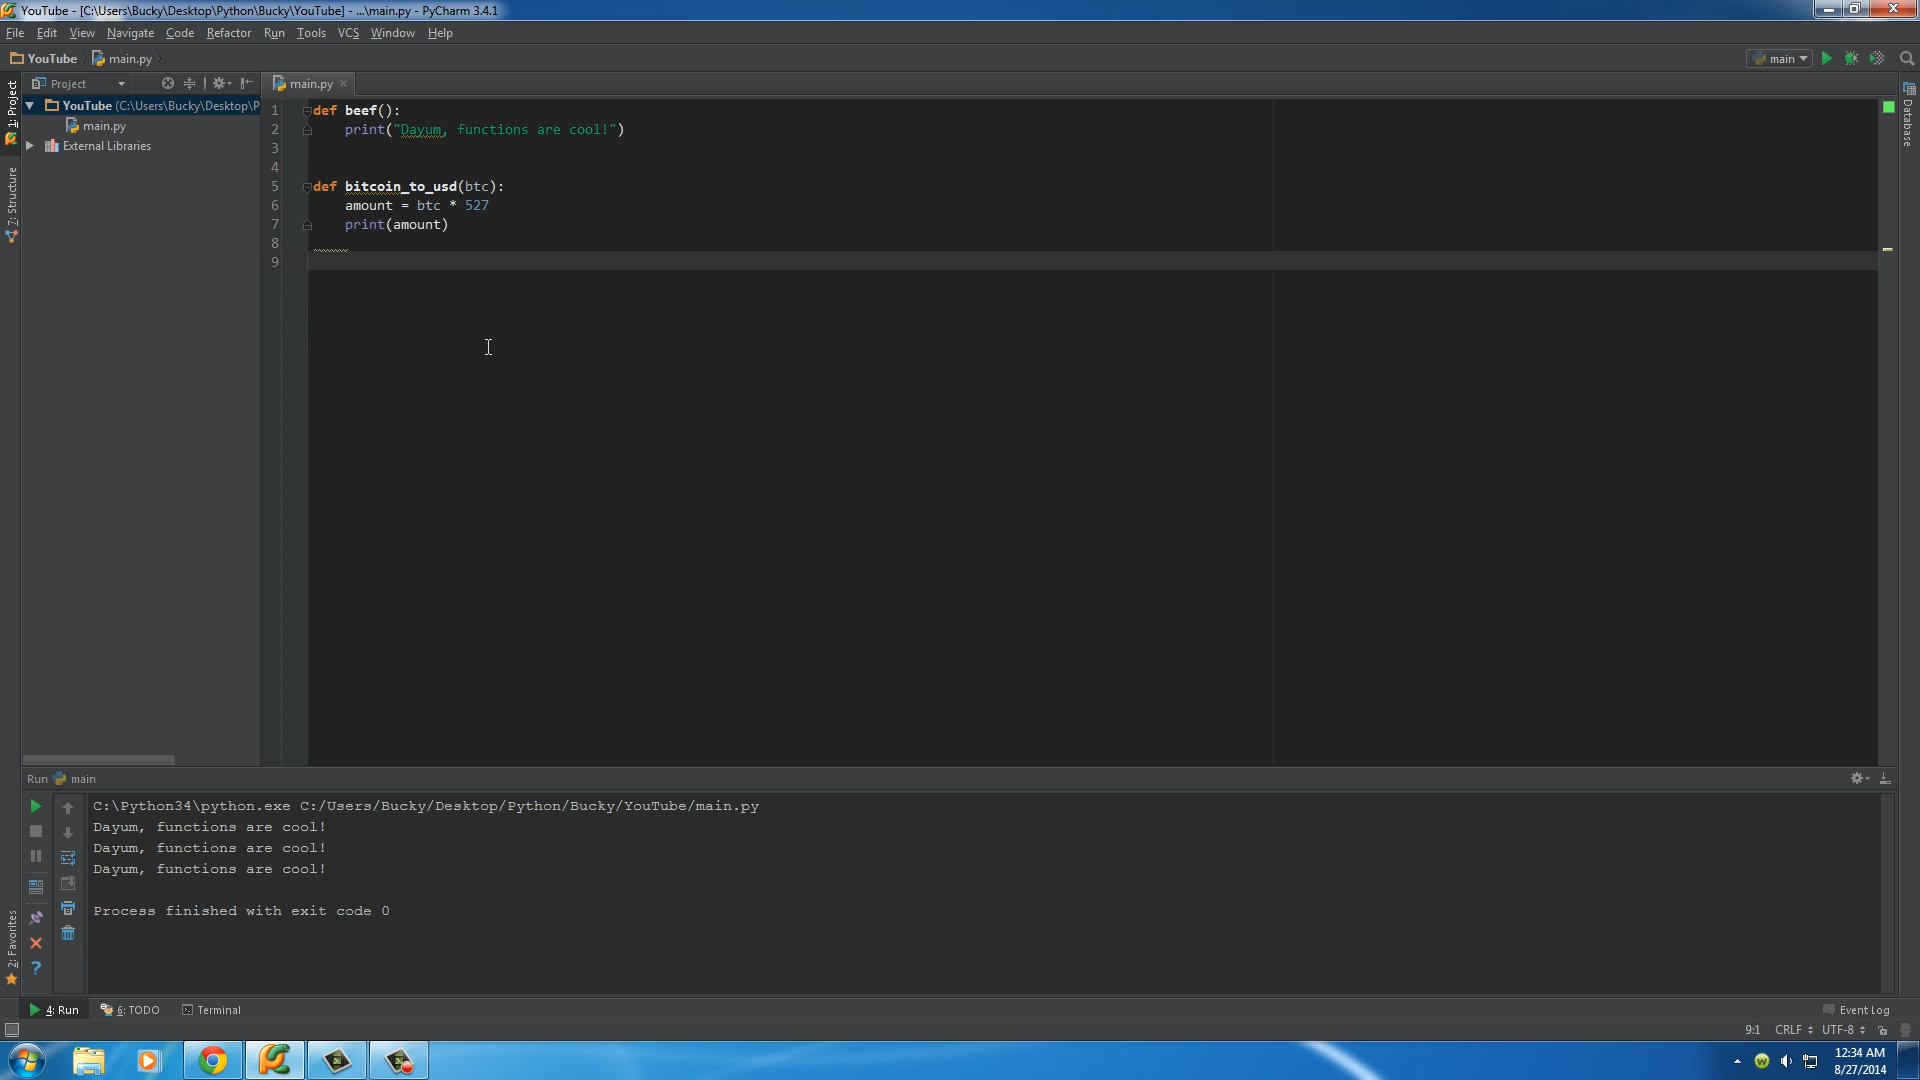 YouTube - [C:\Users\Bucky\Desktop\Python\Bucky\YouTube] - ...\main.py - PyCharm 3.4.1
File Edit View Navigate Code Refactor Run Tools VCS Window Help
YouTube main.py main
1: Project
Project
main.py
YouTube (C:\Users\Bucky\Desktop\P
main.py
External Libraries
7: Structure
2: Favorites
Database
1 def beef():
2 print("Dayum, functions are cool!")
3
4
5 def bitcoin_to_usd(btc):
6 amount = btc * 527
7 print(amount)
8
9
Run main
C:\Python34\python.exe C:/Users/Bucky/Desktop/Python/Bucky/YouTube/main.py
Dayum, functions are cool!
Dayum, functions are cool!
Dayum, functions are cool!
Process finished with exit code 0
4: Run 6: TODO Terminal Event Log
9:1 CRLF UTF-8
12:34 AM
8/27/2014